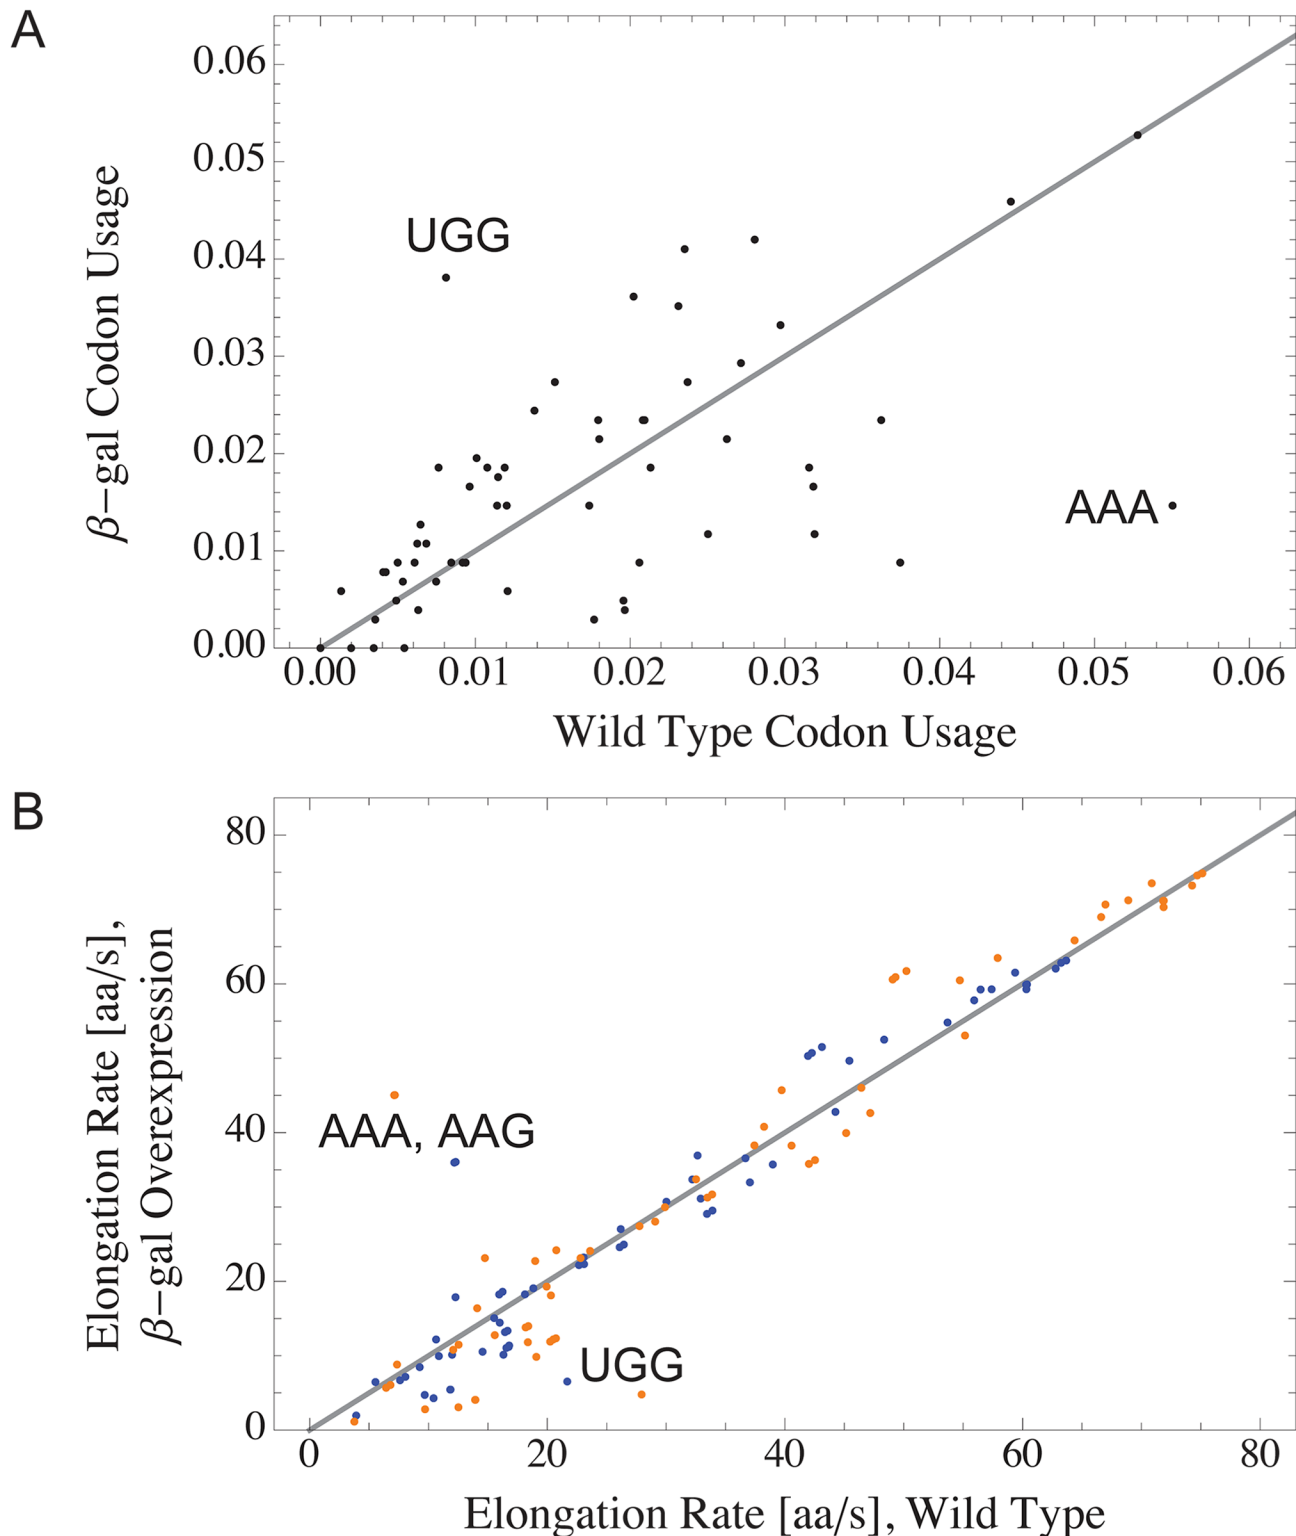 A
β−gal Codon Usage
0.06
0.05
0.04
0.03
0.02
0.01
0.00
UGG
AAA
0.00 0.01 0.02 0.03 0.04 0.05 0.06
Wild Type Codon Usage
B
Elongation Rate [aa/s],
β−gal Overexpression
80
60
40
20
0
AAA, AAG
UGG
0 20 40 60 80
Elongation Rate [aa/s], Wild Type